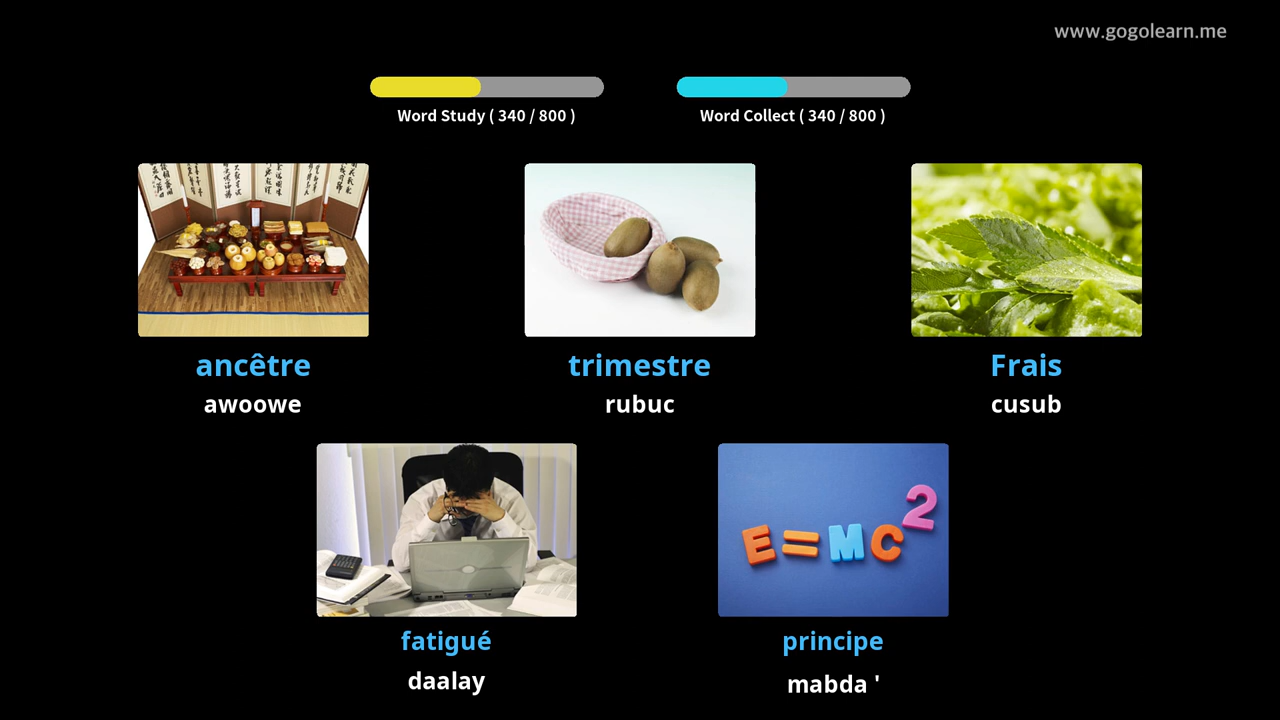 www.gogolearn.me
Word Study ( 340 / 800 )
Word Collect ( 340 / 800 )
ancêtre
awoowe
trimestre
rubuc
Frais
cusub
E=MC2
fatigué
daalay
principe
mabda '